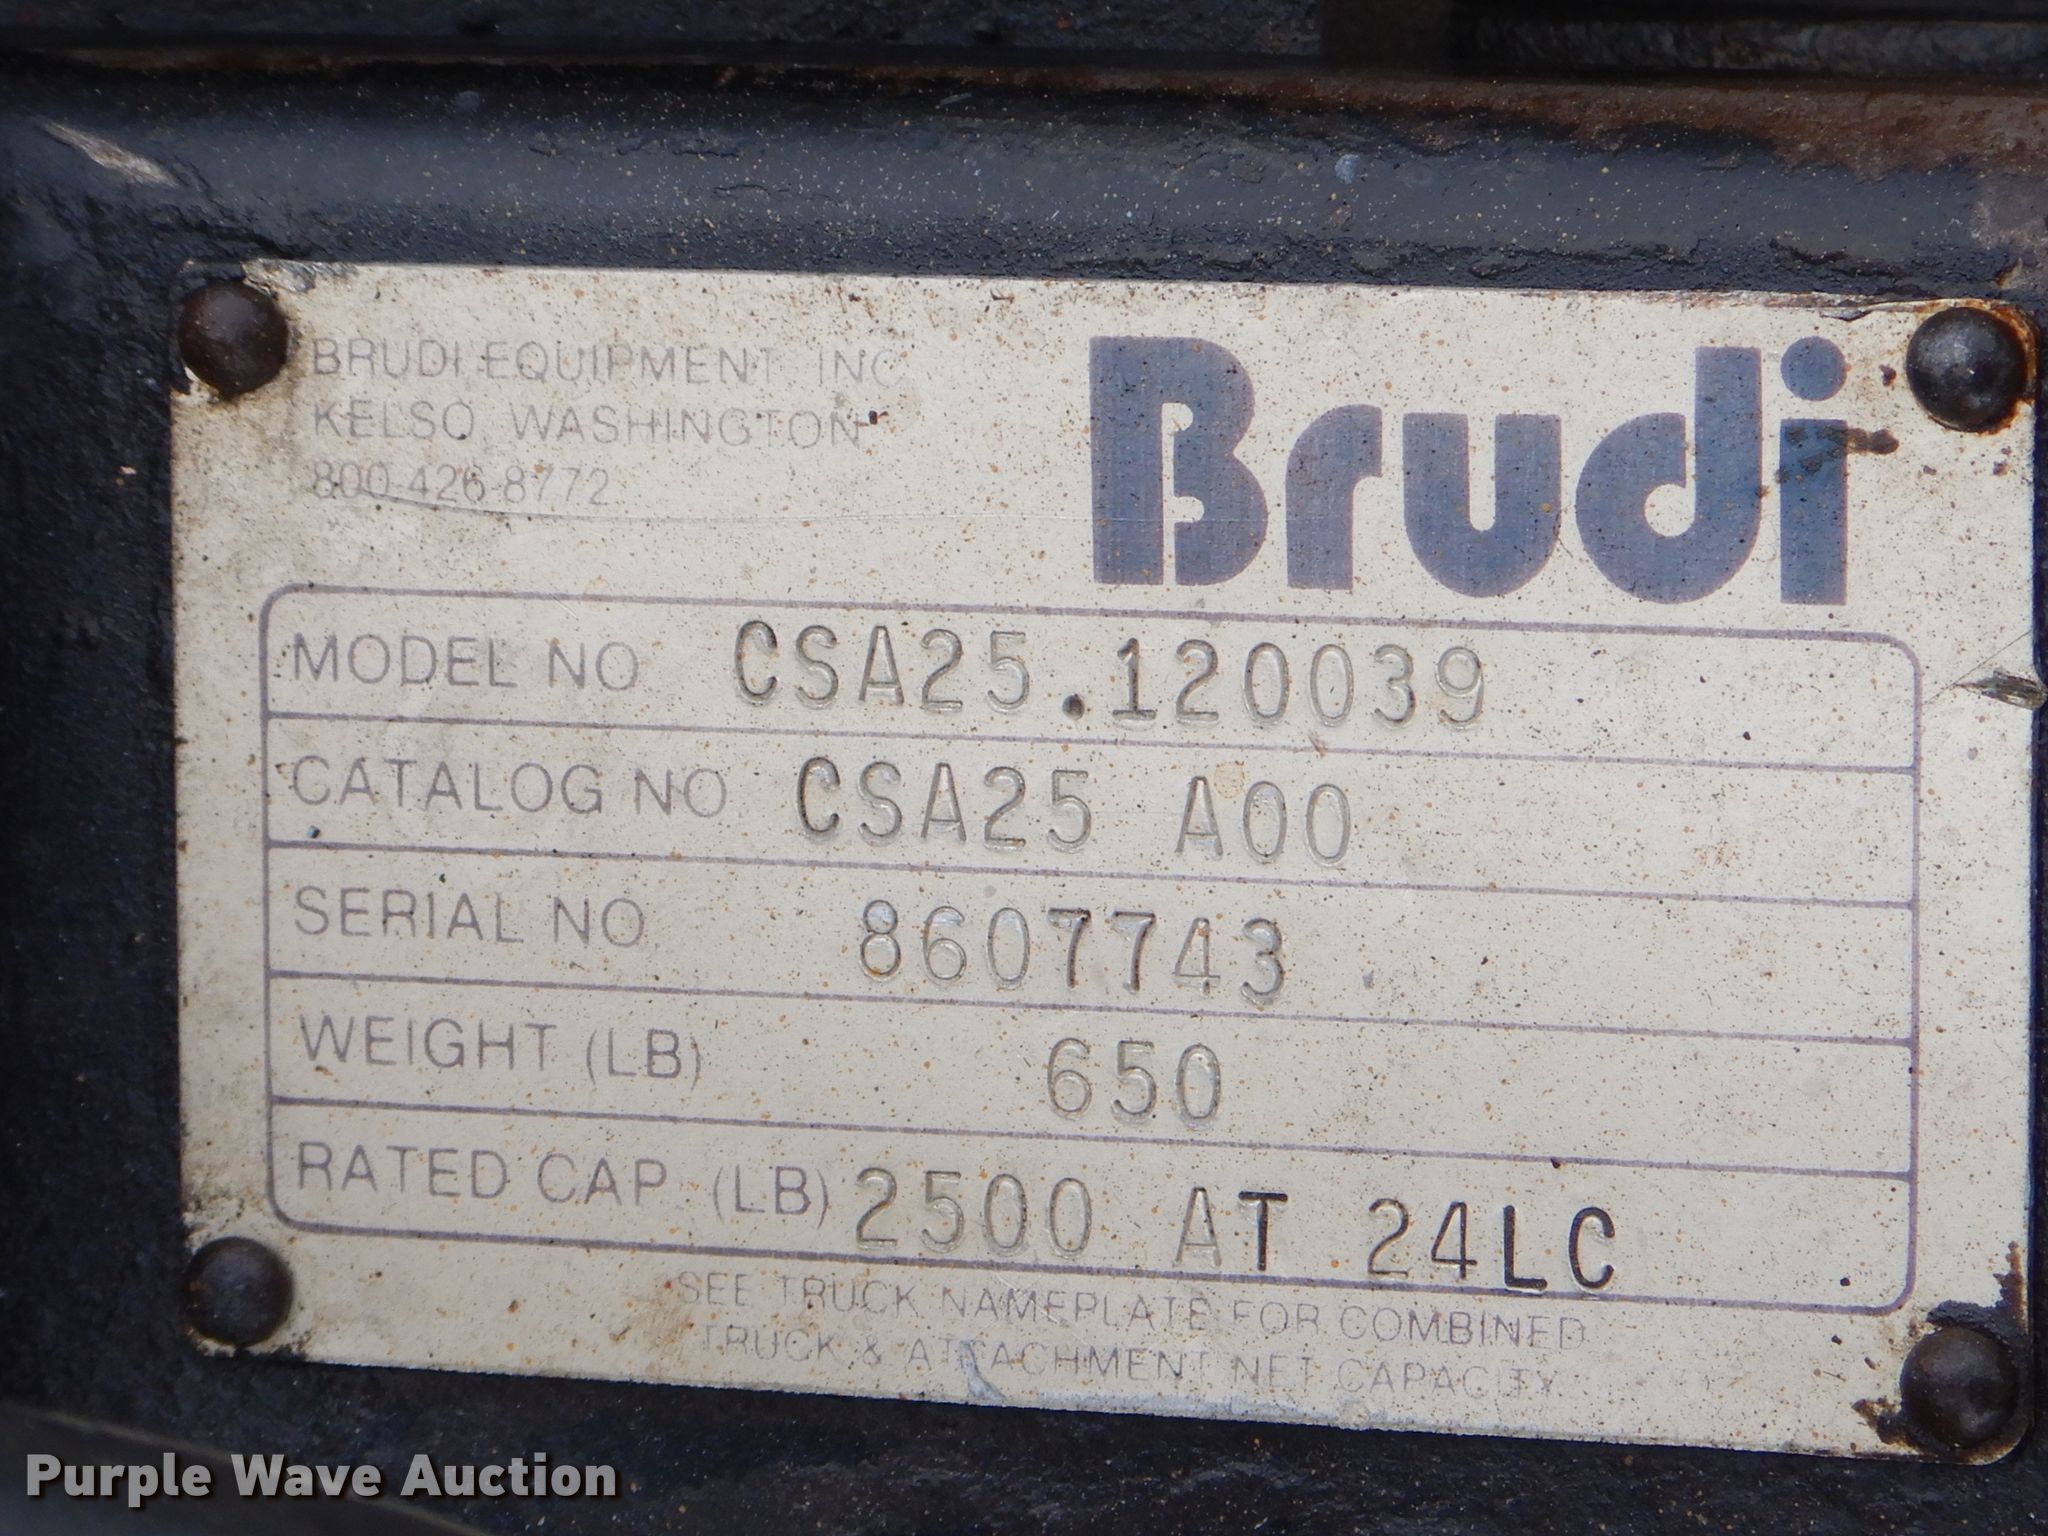 BRUDI EQUIPMENT INC
KELSO WASHINGTON
800-426-8772
Brudi
MODEL NO CSA25.120039
CATALOG NO CSA25 A00
SERIAL NO 8607743
WEIGHT (LB) 650
RATED CAP (LB) 2500 AT 24LC
SEE TRUCK NAMEPLATE FOR COMBINED
TRUCK & ATTACHMENT NET CAPACITY
Purple Wave Auction